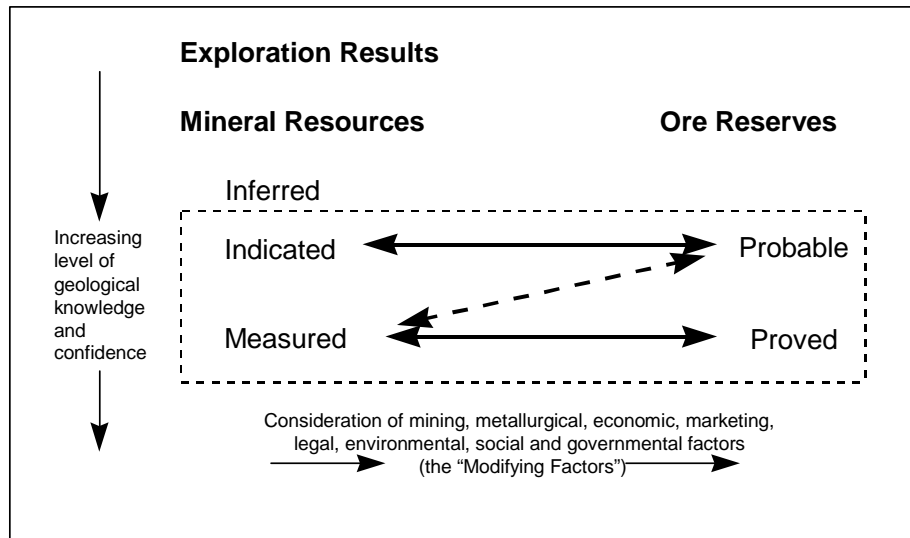 Exploration Results
Mineral Resources
Ore Reserves
Inferred
Indicated
Probable
Measured
Proved
Increasing
level of
geological
knowledge
and
confidence
Consideration of mining, metallurgical, economic, marketing,
legal, environmental, social and governmental factors
(the “Modifying Factors”)